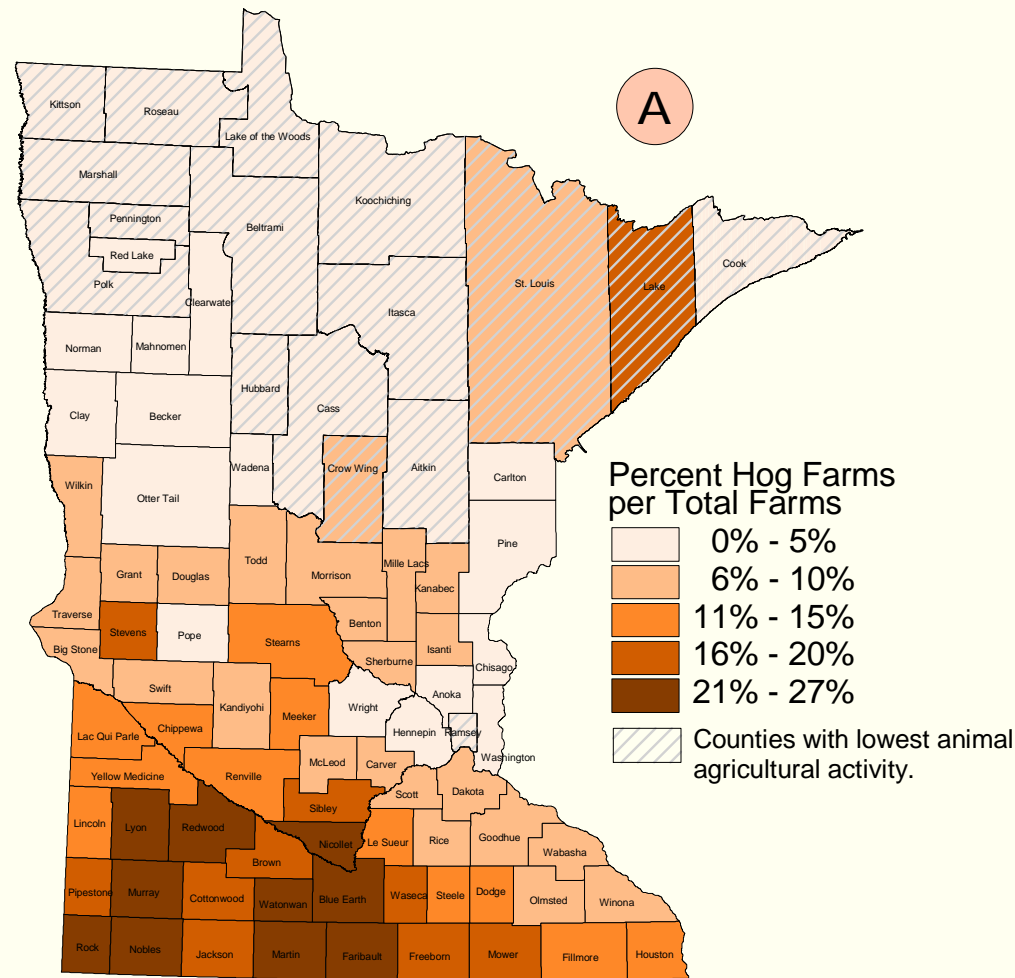 A
Kittson
Roseau
Lake of the Woods
Marshall
Koochiching
Pennington
Beltrami
Red Lake
Cook
Polk
St. Louis
Lake
Clearwater
Itasca
Norman
Mahnomen
Hubbard
Cass
Clay
Becker
Wadena
Crow Wing
Aitkin
Carlton
Wilkin
Otter Tail
Pine
Todd
Mille Lacs
Grant
Douglas
Morrison
Kanabec
Traverse
Benton
Stevens
Pope
Stearns
Big Stone
Isanti
Sherburne
Chisago
Swift
Anoka
Kandiyohi
Wright
Meeker
Chippewa
Hennepin
Ramsey
Lac Qui Parle
Washington
McLeod
Carver
Yellow Medicine
Renville
Dakota
Scott
Sibley
Lincoln
Lyon
Redwood
Nicollet
Le Sueur
Rice
Goodhue
Wabasha
Brown
Pipestone
Murray
Cottonwood
Watonwan
Blue Earth
Waseca
Steele
Dodge
Olmsted
Winona
Rock
Nobles
Jackson
Martin
Faribault
Freeborn
Mower
Fillmore
Houston
Percent Hog Farms
per Total Farms
0% - 5%
6% - 10%
11% - 15%
16% - 20%
21% - 27%
Counties with lowest animal
agricultural activity.